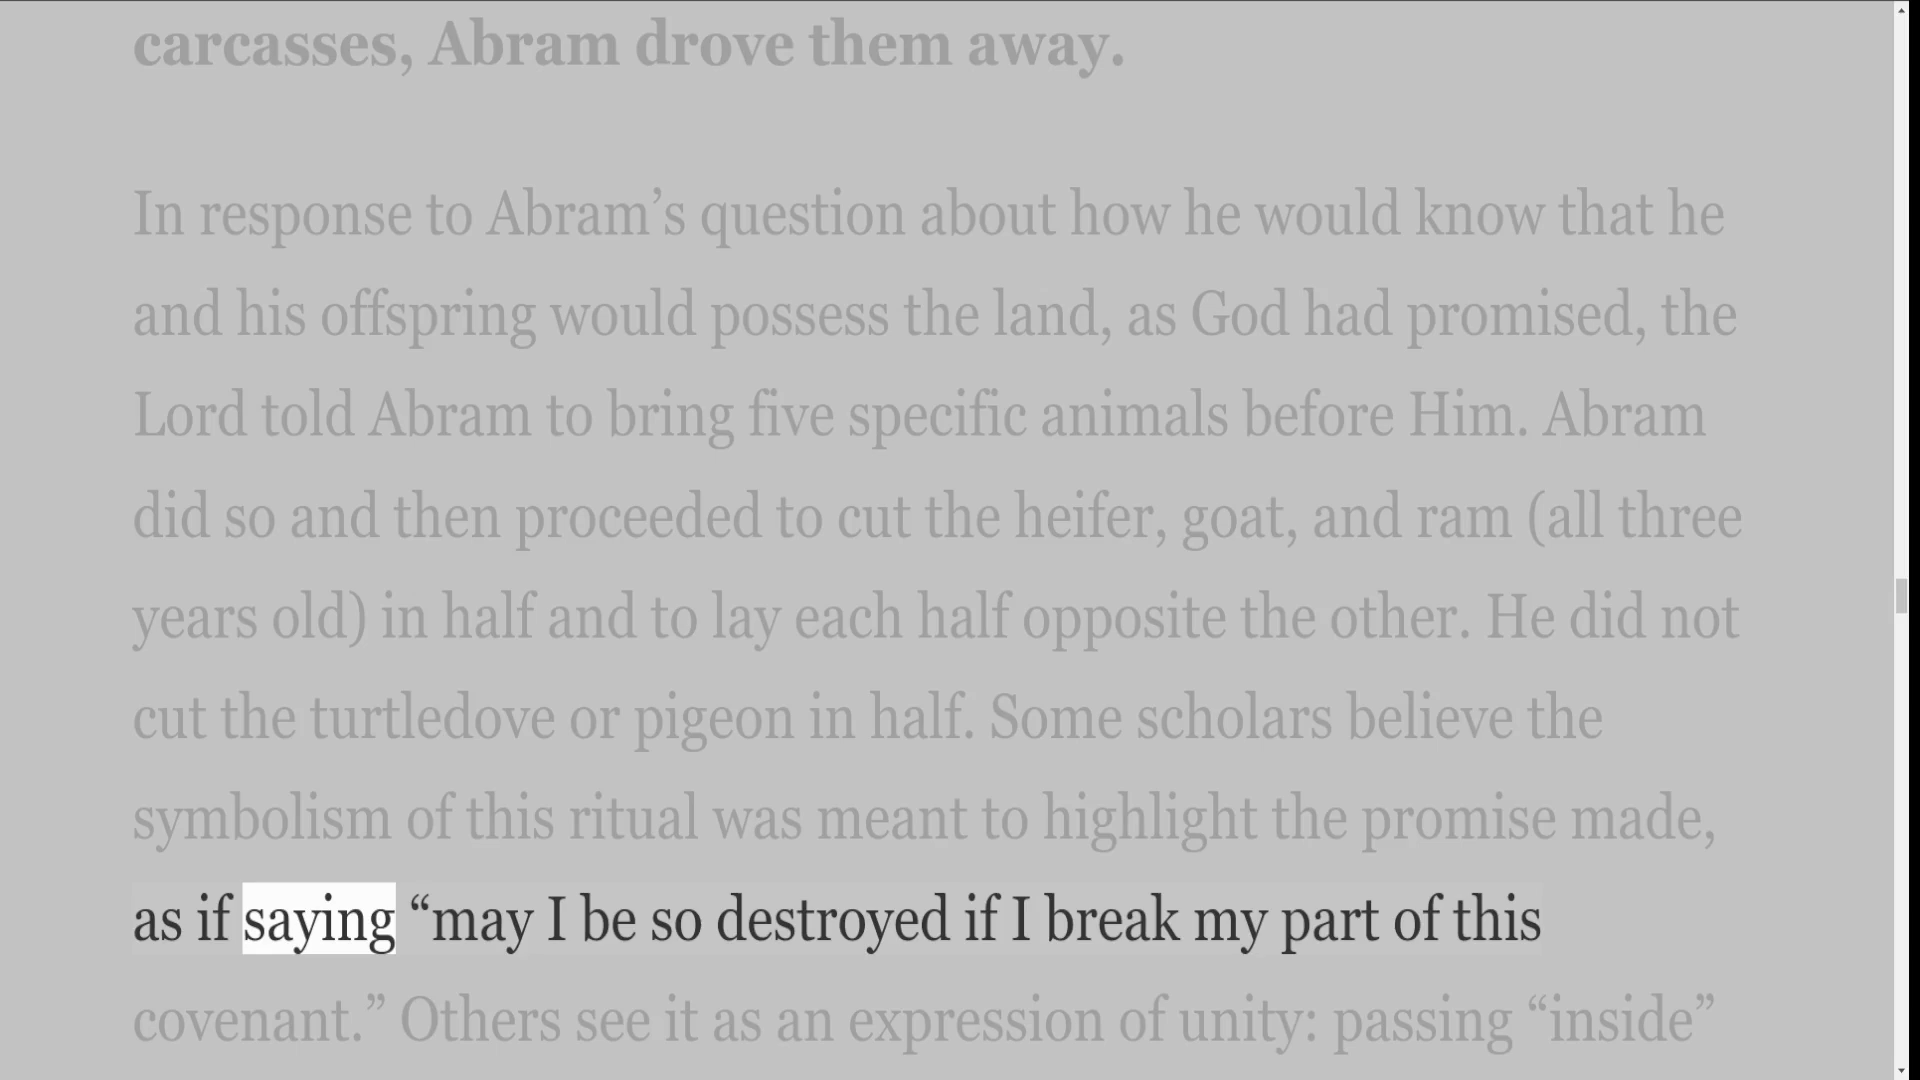 carcasses, Abram drove them away.
In response to Abram’s question about how he would know that he
and his offspring would possess the land, as God had promised, the
Lord told Abram to bring five specific animals before Him. Abram
did so and then proceeded to cut the heifer, goat, and ram (all three
years old) in half and to lay each half opposite the other. He did not
cut the turtledove or pigeon in half. Some scholars believe the
symbolism of this ritual was meant to highlight the promise made,
as if saying “may I be so destroyed if I break my part of this
covenant.” Others see it as an expression of unity: passing “inside”